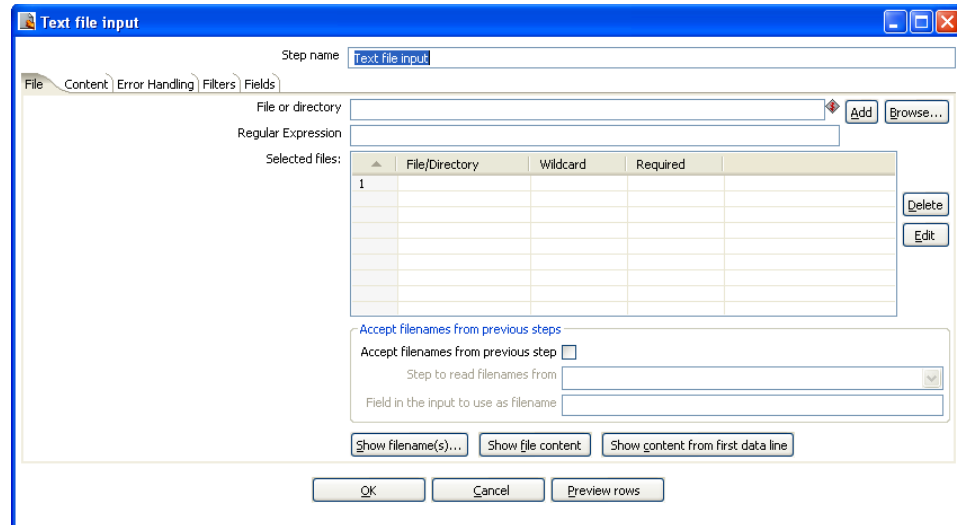 Text file input
Step name Text file input
File Content Error Handling Filters Fields
File or directory Add Browse...
Regular Expression
Selected files: File/Directory Wildcard Required
1
Delete
Edit
Accept filenames from previous steps
Accept filenames from previous step
Step to read filenames from
Field in the input to use as filename
Show filename(s)... Show file content Show content from first data line
OK Cancel Preview rows